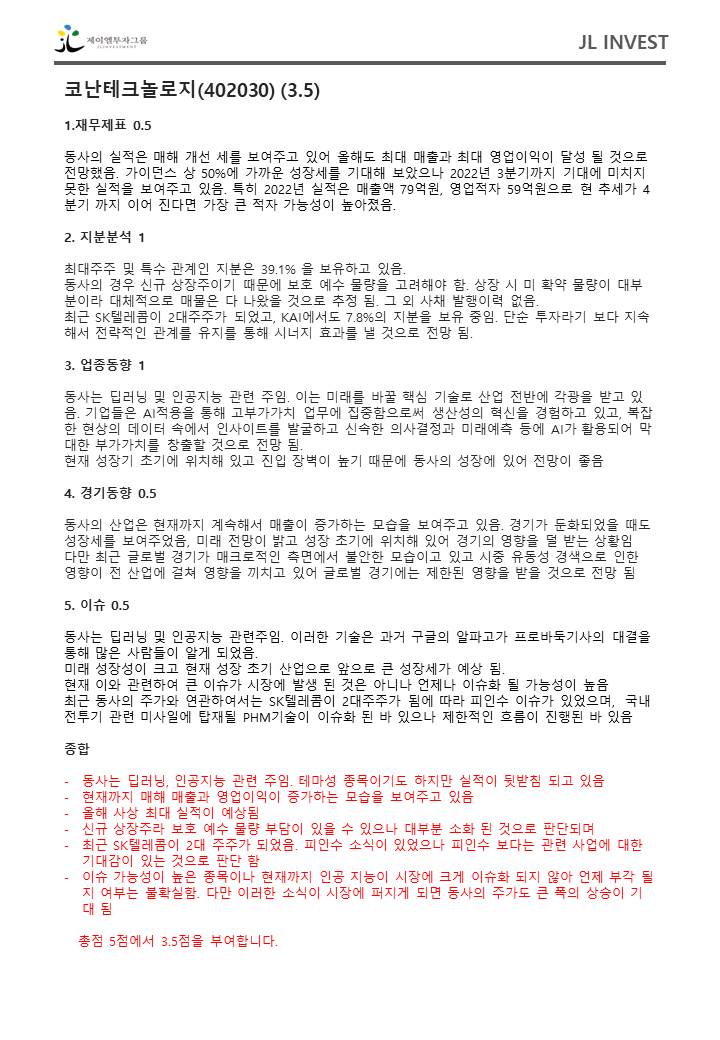 제이엘투자그룹
JLINVESTMENT
JL INVEST
코난테크놀로지(402030) (3.5)
1.재무제표 0.5
동사의 실적은 매해 개선 세를 보여주고 있어 올해도 최대 매출과 최대 영업이익이 달성 될 것으로
전망했음. 가이던스 상 50%에 가까운 성장세를 기대해 보았으나 2022년 3분기까지 기대에 미치지
못한 실적을 보여주고 있음. 특히 2022년 실적은 매출액 79억원, 영업적자 59억원으로 현 추세가 4
분기 까지 이어 진다면 가장 큰 적자 가능성이 높아졌음.
2. 지분분석 1
최대주주 및 특수 관계인 지분은 39.1% 을 보유하고 있음.
동사의 경우 신규 상장주이기 때문에 보호 예수 물량을 고려해야 함. 상장 시 미 확약 물량이 대부
분이라 대체적으로 매물은 다 나왔을 것으로 추정 됨. 그 외 사채 발행이력 없음.
최근 SK텔레콤이 2대주주가 되었고, KAI에서도 7.8%의 지분을 보유 중임. 단순 투자라기 보다 지속
해서 전략적인 관계를 유지를 통해 시너지 효과를 낼 것으로 전망 됨.
3. 업종동향 1
동사는 딥러닝 및 인공지능 관련 주임. 이는 미래를 바꿀 핵심 기술로 산업 전반에 각광을 받고 있
음. 기업들은 AI적용을 통해 고부가가치 업무에 집중함으로써 생산성의 혁신을 경험하고 있고, 복잡
한 현상의 데이터 속에서 인사이트를 발굴하고 신속한 의사결정과 미래예측 등에 AI가 활용되어 막
대한 부가가치를 창출할 것으로 전망 됨.
현재 성장기 초기에 위치해 있고 진입 장벽이 높기 때문에 동사의 성장에 있어 전망이 좋음
4. 경기동향 0.5
동사의 산업은 현재까지 계속해서 매출이 증가하는 모습을 보여주고 있음. 경기가 둔화되었을 때도
성장세를 보여주었음, 미래 전망이 밝고 성장 초기에 위치해 있어 경기의 영향을 덜 받는 상황임
다만 최근 글로벌 경기가 매크로적인 측면에서 불안한 모습이고 있고 시중 유동성 경색으로 인한
영향이 전 산업에 걸쳐 영향을 끼치고 있어 글로벌 경기에는 제한된 영향을 받을 것으로 전망 됨
5. 이슈 0.5
동사는 딥러닝 및 인공지능 관련주임. 이러한 기술은 과거 구글의 알파고가 프로바둑기사의 대결을
통해 많은 사람들이 알게 되었음.
미래 성장성이 크고 현재 성장 초기 산업으로 앞으로 큰 성장세가 예상 됨.
현재 이와 관련하여 큰 이슈가 시장에 발생 된 것은 아니나 언제나 이슈화 될 가능성이 높음
최근 동사의 주가와 연관하여서는 SK텔레콤이 2대주주가 됨에 따라 피인수 이슈가 있었으며, 국내
전투기 관련 미사일에 탑재될 PHM기술이 이슈화 된 바 있으나 제한적인 흐름이 진행된 바 있음
종합
- 동사는 딥러닝, 인공지능 관련 주임. 테마성 종목이기도 하지만 실적이 뒷받침 되고 있음
- 현재까지 매해 매출과 영업이익이 증가하는 모습을 보여주고 있음
- 올해 사상 최대 실적이 예상됨
- 신규 상장주라 보호 예수 물량 부담이 있을 수 있으나 대부분 소화 된 것으로 판단되며
- 최근 SK텔레콤이 2대 주주가 되었음. 피인수 소식이 있었으나 피인수 보다는 관련 사업에 대한
기대감이 있는 것으로 판단 함
- 이슈 가능성이 높은 종목이나 현재까지 인공 지능이 시장에 크게 이슈화 되지 않아 언제 부각 될
지 여부는 불확실함. 다만 이러한 소식이 시장에 퍼지게 되면 동사의 주가도 큰 폭의 상승이 기
대 됨
총점 5점에서 3.5점을 부여합니다.